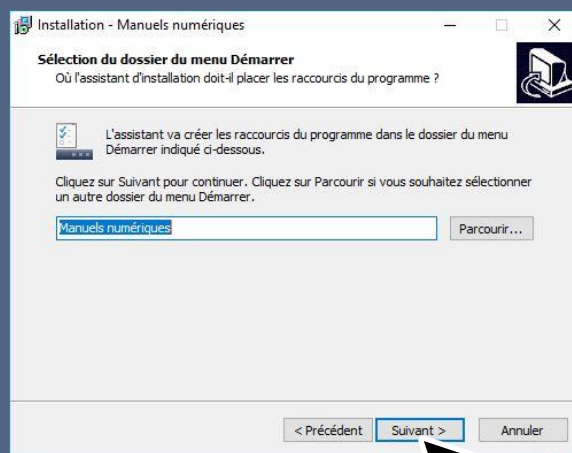 Installation - Manuels numériques
Sélection du dossier du menu Démarrer
Où l'assistant d'installation doit-il placer les raccourcis du programme ?
L'assistant va créer les raccourcis du programme dans le dossier du menu
Démarrer indiqué ci-dessous.
Cliquez sur Suivant pour continuer. Cliquez sur Parcourir si vous souhaitez sélectionner
un autre dossier du menu Démarrer.
Manuels numériques
Parcourir...
< Précédent
Suivant >
Annuler